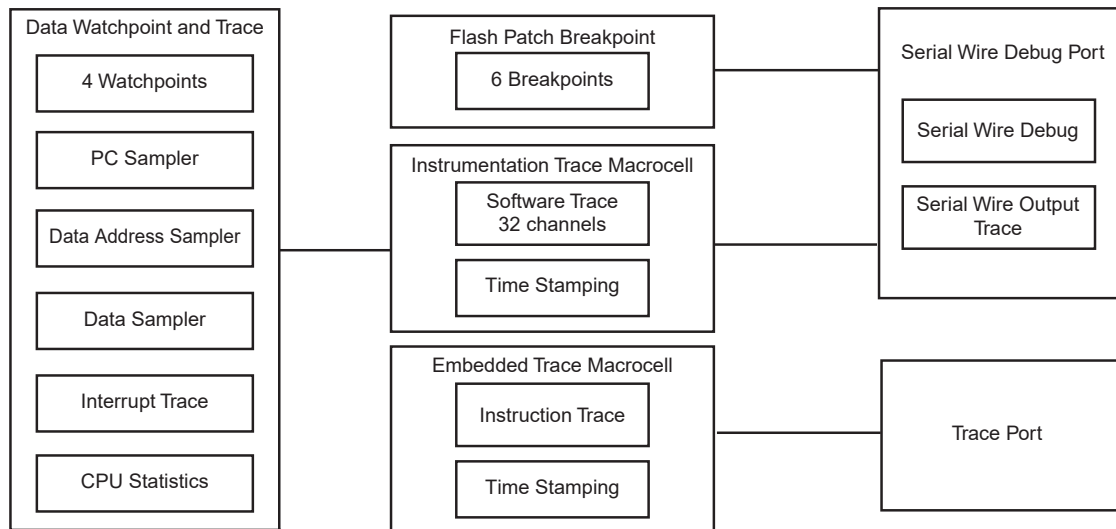 Data Watchpoint and Trace
4 Watchpoints
PC Sampler
Data Address Sampler
Data Sampler
Interrupt Trace
CPU Statistics
Flash Patch Breakpoint
6 Breakpoints
Instrumentation Trace Macrocell
Software Trace
32 channels
Time Stamping
Embedded Trace Macrocell
Instruction Trace
Time Stamping
Serial Wire Debug Port
Serial Wire Debug
Serial Wire Output
Trace
Trace Port